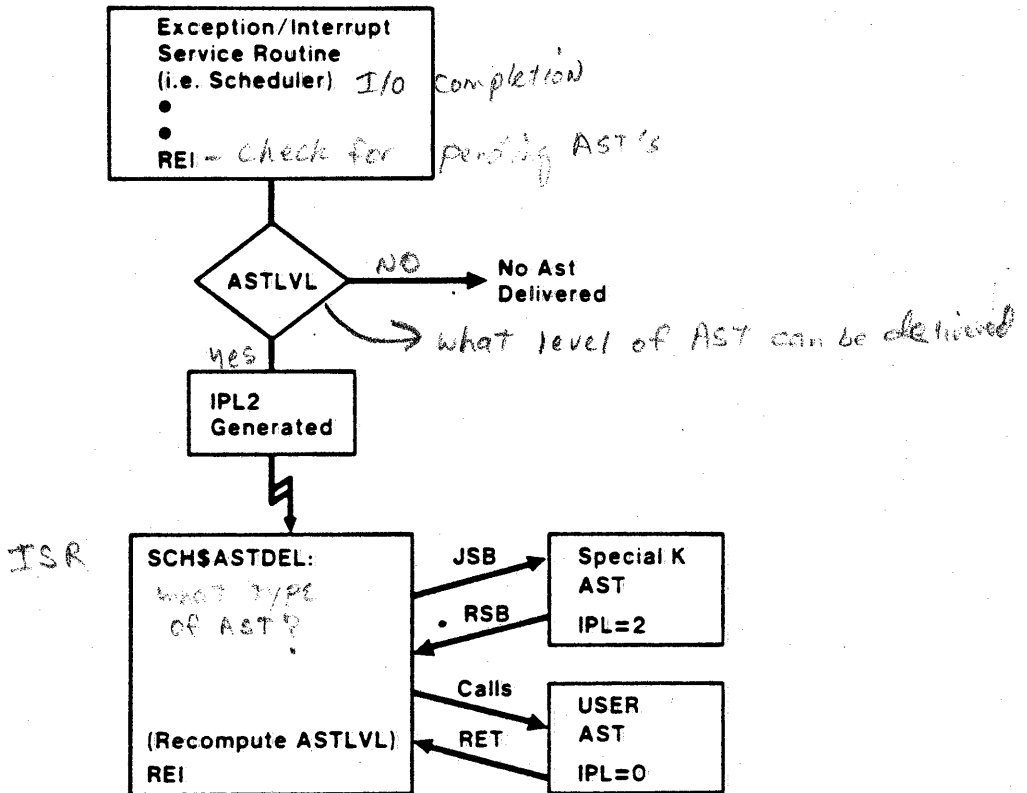 Exception/Interrupt
Service Routine
(i.e. Scheduler) I/O completion
•
•
REI - check for pending AST's
ASTLVL
NO
No Ast
Delivered
what level of AST can be delivered
yes
IPL2
Generated
ISR
SCH$ASTDEL:
what TYPE
of AST?
(Recompute ASTLVL)
REI
JSB
RSB
Special K
AST
IPL=2
Calls
RET
USER
AST
IPL=0